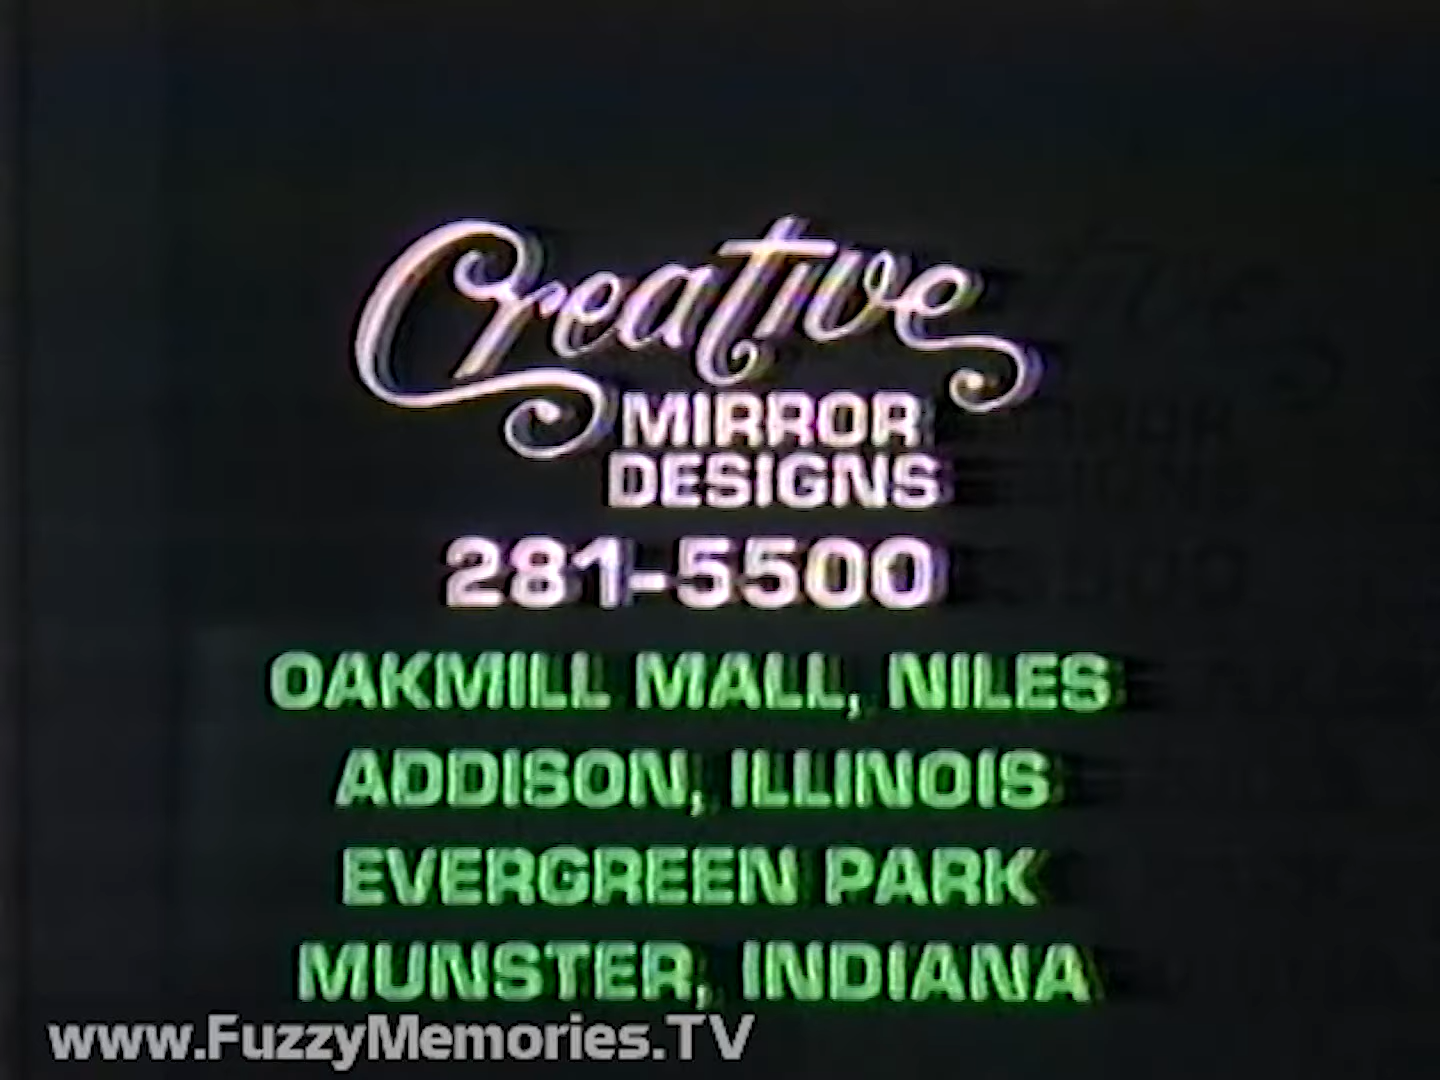 Creative
MIRROR
DESIGNS
281-5500
OAKMILL MALL, NILES
ADDISON, ILLINOIS
EVERGREEN PARK
MUNSTER, INDIANA
www.FuzzyMemories.TV